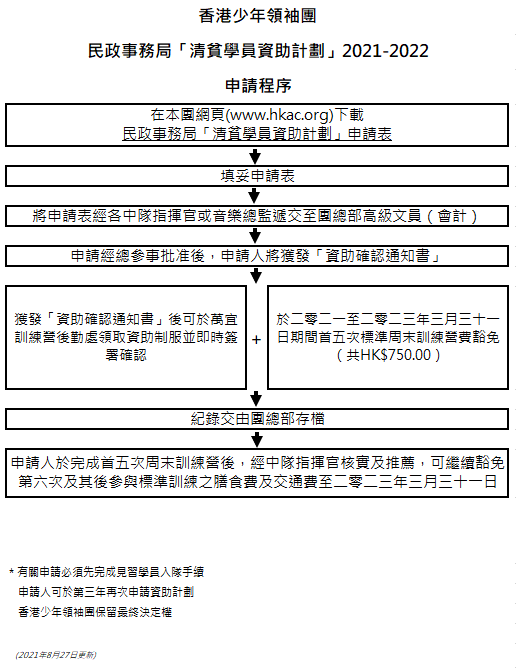 香港少年領袖團
民政事務局「清貧學員資助計劃」2021-2022
申請程序
在本團網頁(www.hkac.org)下載
民政事務局「清貧學員資助計劃」申請表
填妥申請表
將申請表經各中隊指揮官或音樂總監遞交至團總部高級文員（會計）
申請經總參事批准後，申請人將獲發「資助確認通知書」
獲發「資助確認通知書」後可於萬宜
訓練營後勤處領取資助制服並即時簽
署確認
+
於二零二一至二零二三年三月三十一
日期間首五次標準周末訓練營費豁免
（共HK$750.00）
紀錄交由團總部存檔
申請人於完成首五次周末訓練營後，經中隊指揮官核實及推薦，可繼續豁免
第六次及其後參與標準訓練之膳食費及交通費至二零二三年三月三十一日
* 有關申請必須先完成見習學員入隊手續
申請人可於第三年再次申請資助計劃
香港少年領袖團保留最終決定權
(2021年8月27日更新)